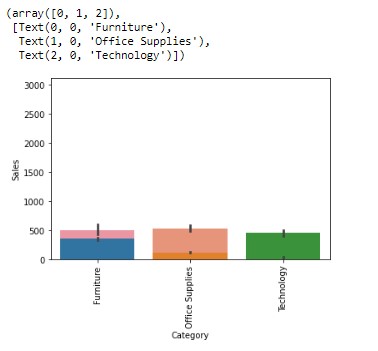 (array([0, 1, 2]),
[Text(0, 0, 'Furniture'),
Text(1, 0, 'Office Supplies'),
Text(2, 0, 'Technology')])
3000
2500
2000
1500
1000
500
0
Sales
Furniture
Office Supplies
Technology
Category